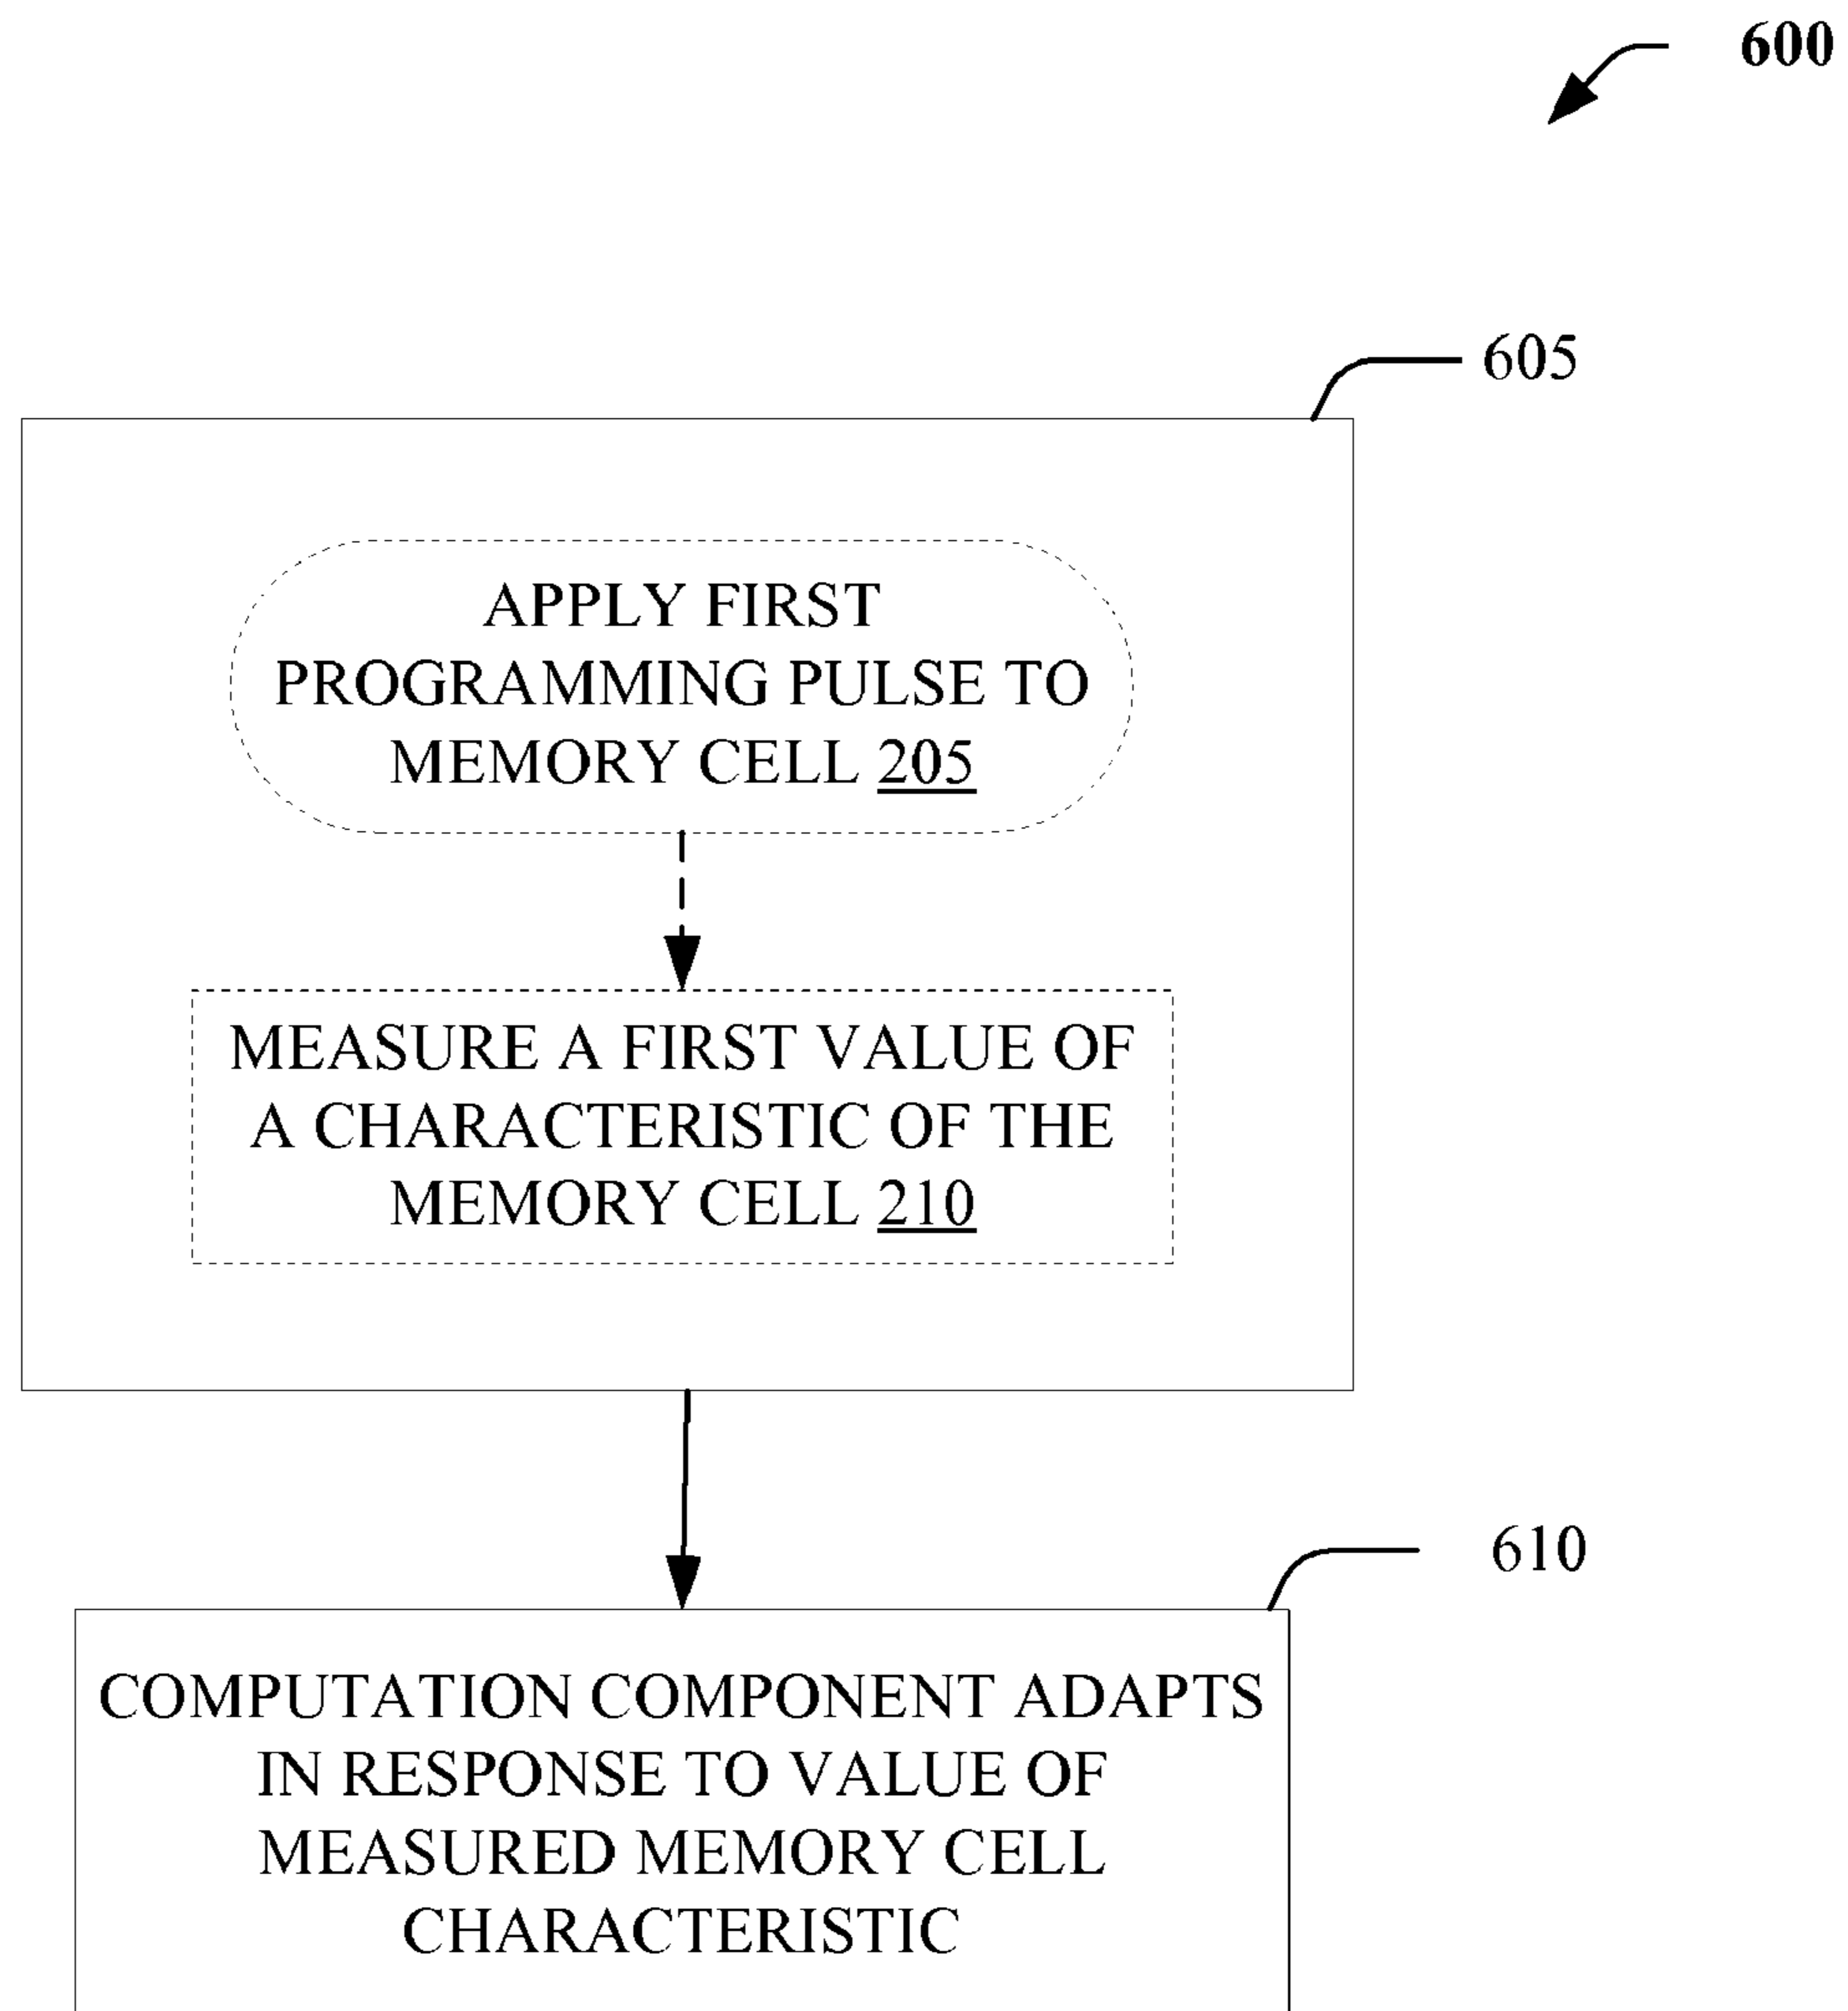 600
605
APPLY FIRST
PROGRAMMING PULSE TO
MEMORY CELL 205
MEASURE A FIRST VALUE OF
A CHARACTERISTIC OF THE
MEMORY CELL 210
610
COMPUTATION COMPONENT ADAPTS
IN RESPONSE TO VALUE OF
MEASURED MEMORY CELL
CHARACTERISTIC